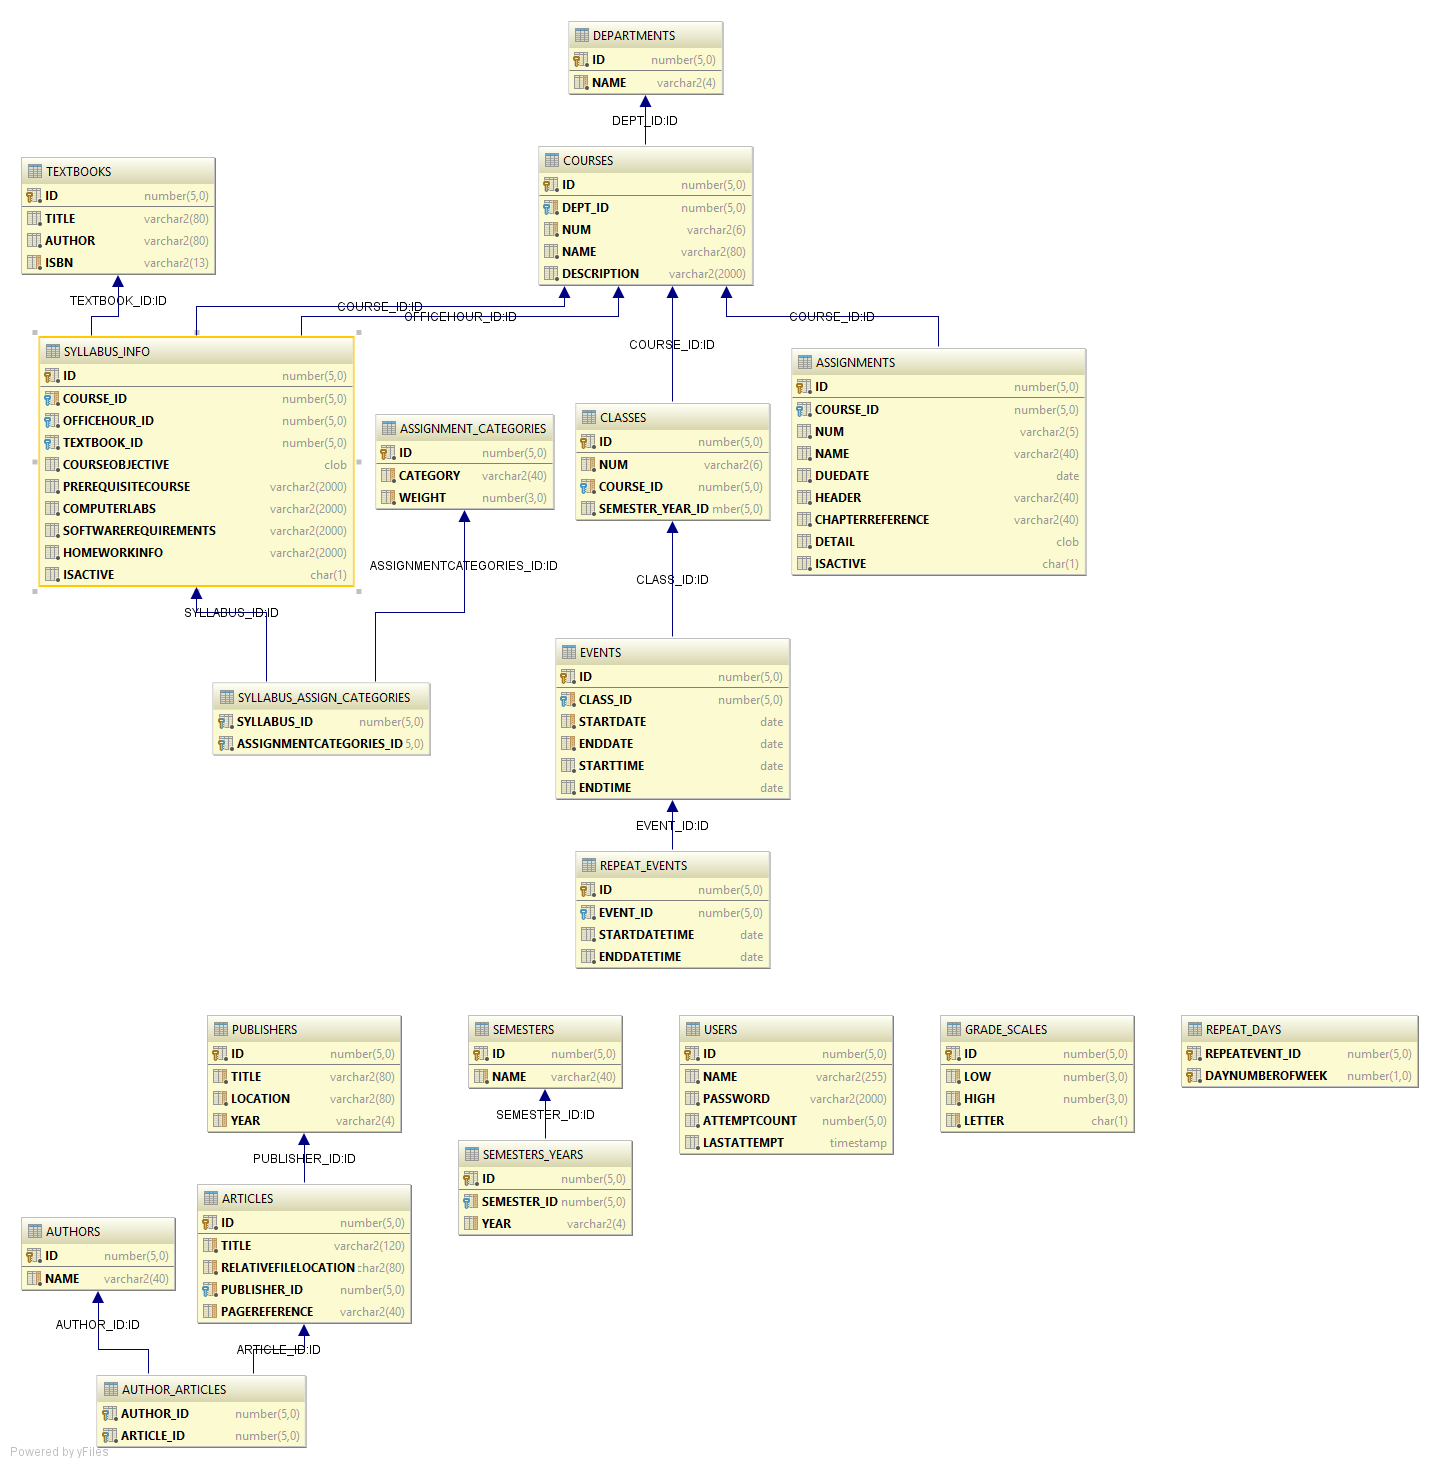 DEPARTMENTS
ID number(5,0)
NAME varchar2(4)
DEPT_ID:ID
COURSES
ID number(5,0)
DEPT_ID number(5,0)
NUM varchar2(6)
NAME varchar2(80)
DESCRIPTION varchar2(2000)
TEXTBOOKS
ID number(5,0)
TITLE varchar2(80)
AUTHOR varchar2(80)
ISBN varchar2(13)
TEXTBOOK_ID:ID
COURSE_ID:ID
OFFICEHOUR_ID:ID
COURSE_ID:ID
COURSE_ID:ID
SYLLABUS_INFO
ID number(5,0)
COURSE_ID number(5,0)
OFFICEHOUR_ID number(5,0)
TEXTBOOK_ID number(5,0)
COURSEOBJECTIVE clob
PREREQUISITECOURSE varchar2(2000)
COMPUTERLABS varchar2(2000)
SOFTWAREREQUIREMENTS varchar2(2000)
HOMEWORKINFO varchar2(2000)
ISACTIVE char(1)
ASSIGNMENT_CATEGORIES
ID number(5,0)
CATEGORY varchar2(40)
WEIGHT number(3,0)
CLASSES
ID number(5,0)
NUM varchar2(6)
COURSE_ID number(5,0)
SEMESTER_YEAR_ID mber(5,0)
ASSIGNMENTS
ID number(5,0)
COURSE_ID number(5,0)
NUM varchar2(5)
NAME varchar2(40)
DUEDATE date
HEADER varchar2(40)
CHAPTERREFERENCE varchar2(40)
DETAIL clob
ISACTIVE char(1)
ASSIGNMENTCATEGORIES_ID:ID
CLASS_ID:ID
SYLLABUS_ID:ID
SYLLABUS_ASSIGN_CATEGORIES
SYLLABUS_ID number(5,0)
ASSIGNMENTCATEGORIES_ID 5,0)
EVENTS
ID number(5,0)
CLASS_ID number(5,0)
STARTDATE date
ENDDATE date
STARTTIME date
ENDTIME date
EVENT_ID:ID
REPEAT_EVENTS
ID number(5,0)
EVENT_ID number(5,0)
STARTDATETIME date
ENDDATETIME date
PUBLISHERS
ID number(5,0)
TITLE varchar2(80)
LOCATION varchar2(80)
YEAR varchar2(4)
SEMESTERS
ID number(5,0)
NAME varchar2(40)
USERS
ID number(5,0)
NAME varchar2(255)
PASSWORD varchar2(2000)
ATTEMPTCOUNT number(5,0)
LASTATTEMPT timestamp
GRADE_SCALES
ID number(5,0)
LOW number(3,0)
HIGH number(3,0)
LETTER char(1)
REPEAT_DAYS
REPEATEVENT_ID number(5,0)
DAYNUMBEROFWEEK number(1,0)
SEMESTER_ID:ID
PUBLISHER_ID:ID
SEMESTERS_YEARS
ID number(5,0)
SEMESTER_ID number(5,0)
YEAR varchar2(4)
ARTICLES
ID number(5,0)
TITLE varchar2(120)
RELATIVEFILELOCATION char2(80)
PUBLISHER_ID number(5,0)
PAGEREFERENCE varchar2(40)
AUTHORS
ID number(5,0)
NAME varchar2(40)
AUTHOR_ID:ID
ARTICLE_ID:ID
AUTHOR_ARTICLES
AUTHOR_ID number(5,0)
ARTICLE_ID number(5,0)
Powered by yFiles